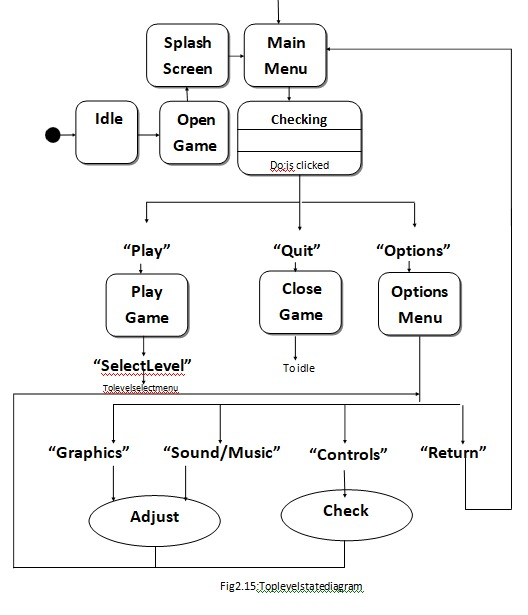 Splash
Screen
Main
Menu
Idle
Open
Game
Checking
Do:is clicked
“Play”
“Quit”
“Options”
Play
Game
Close
Game
Options
Menu
“SelectLevel”
Tolevelselectmenu
To idle
“Graphics”
“Sound/Music”
“Controls”
“Return”
Adjust
Check
Fig2.15:Toplevelstatediagram